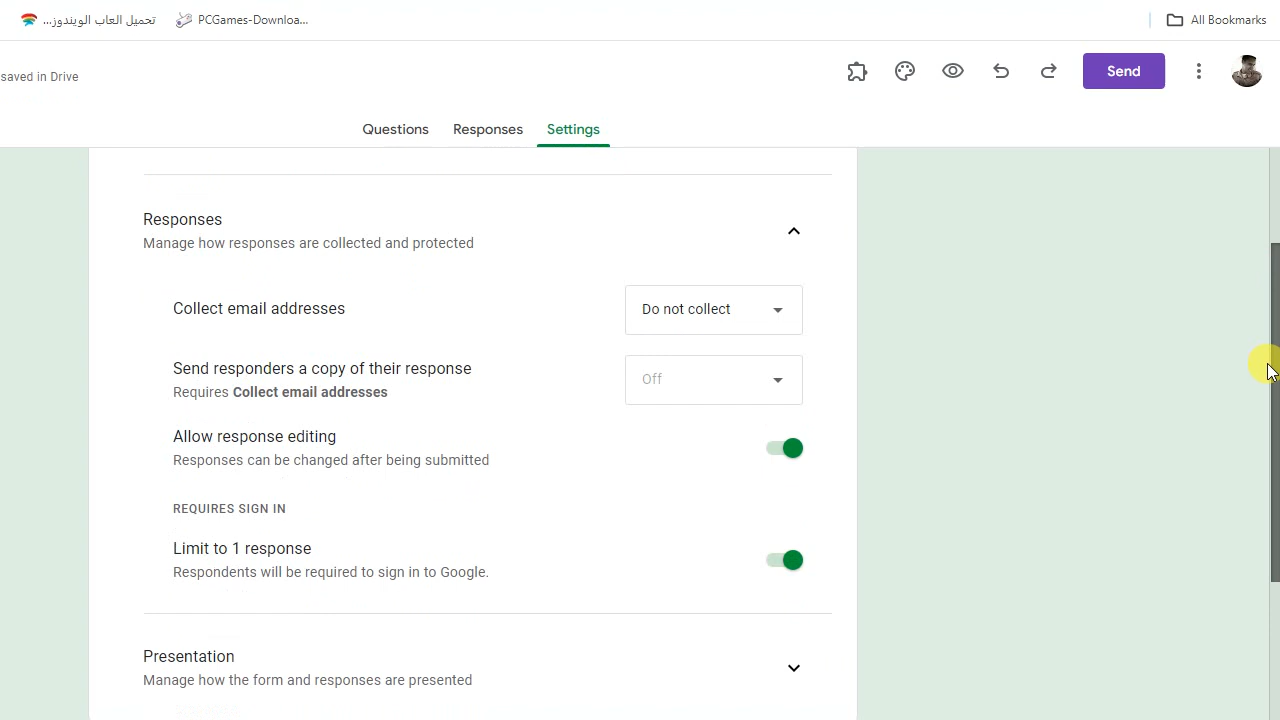 تحميل العاب الويندوز...
PCGames-Downloa...
All Bookmarks
saved in Drive
Send
Questions
Responses
Settings
Responses
Manage how responses are collected and protected
Collect email addresses
Do not collect
Send responders a copy of their response
Requires Collect email addresses
Off
Allow response editing
Responses can be changed after being submitted
REQUIRES SIGN IN
Limit to 1 response
Respondents will be required to sign in to Google.
Presentation
Manage how the form and responses are presented